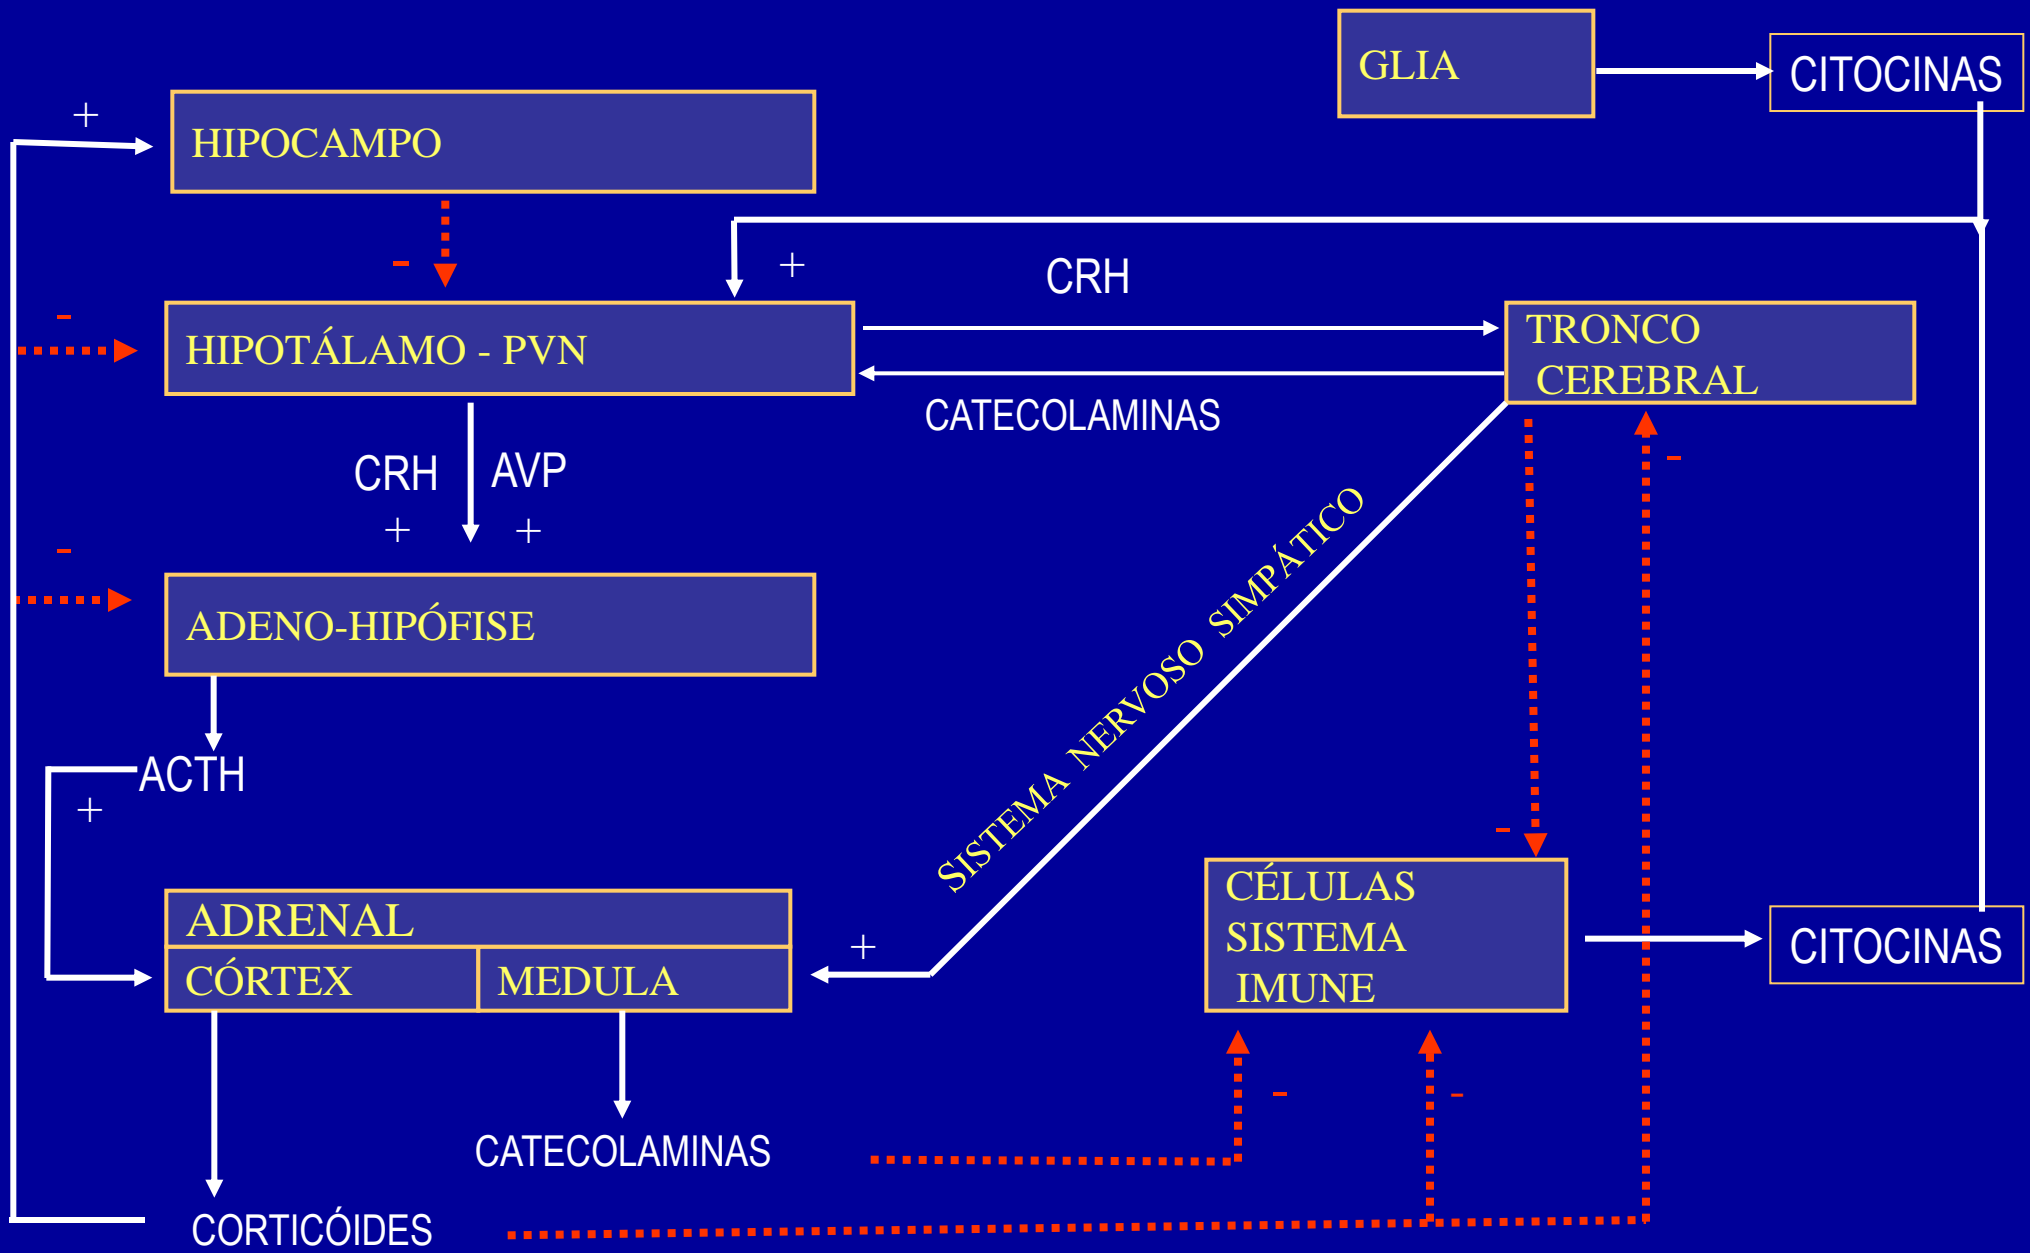 GLIA
CITOCINAS
+
HIPOCAMPO
-
+
CRH
-
HIPOTÁLAMO - PVN
TRONCO
CEREBRAL
CATECOLAMINAS
CRH
AVP
-
+
+
SISTEMA NERVOSO SIMPÁTICO
-
ADENO-HIPÓFISE
ACTH
+
-
CÉLULAS
SISTEMA
IMUNE
ADRENAL
+
CITOCINAS
CÓRTEX
MEDULA
-
-
CATECOLAMINAS
CORTICÓIDES